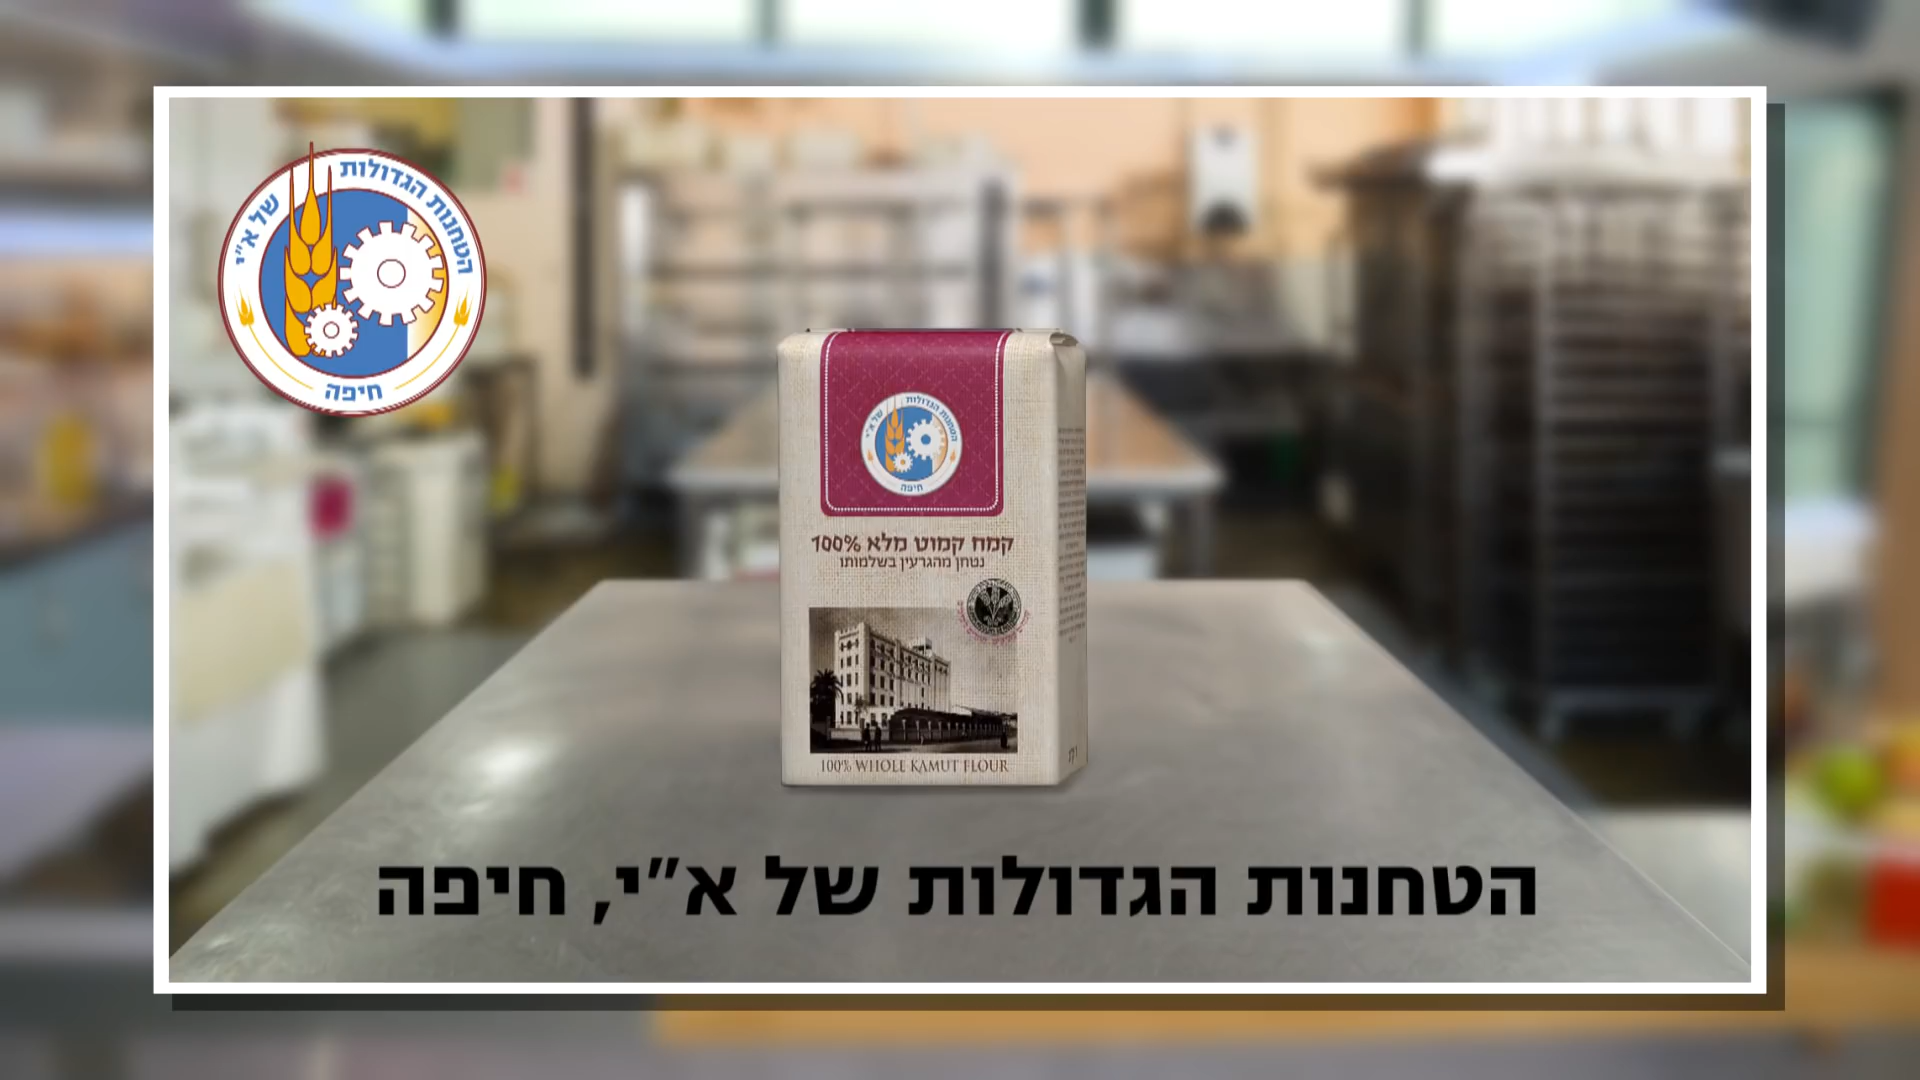 הטחנות הגדולות של א"י
חיפה
הטחנות הגדולות של א"י
חיפה
קמח קמוט מלא 100%
נטחן מהגרעין בשלמותו
100% WHOLE KAMUT FLOUR
הטחנות הגדולות של א"י, חיפה